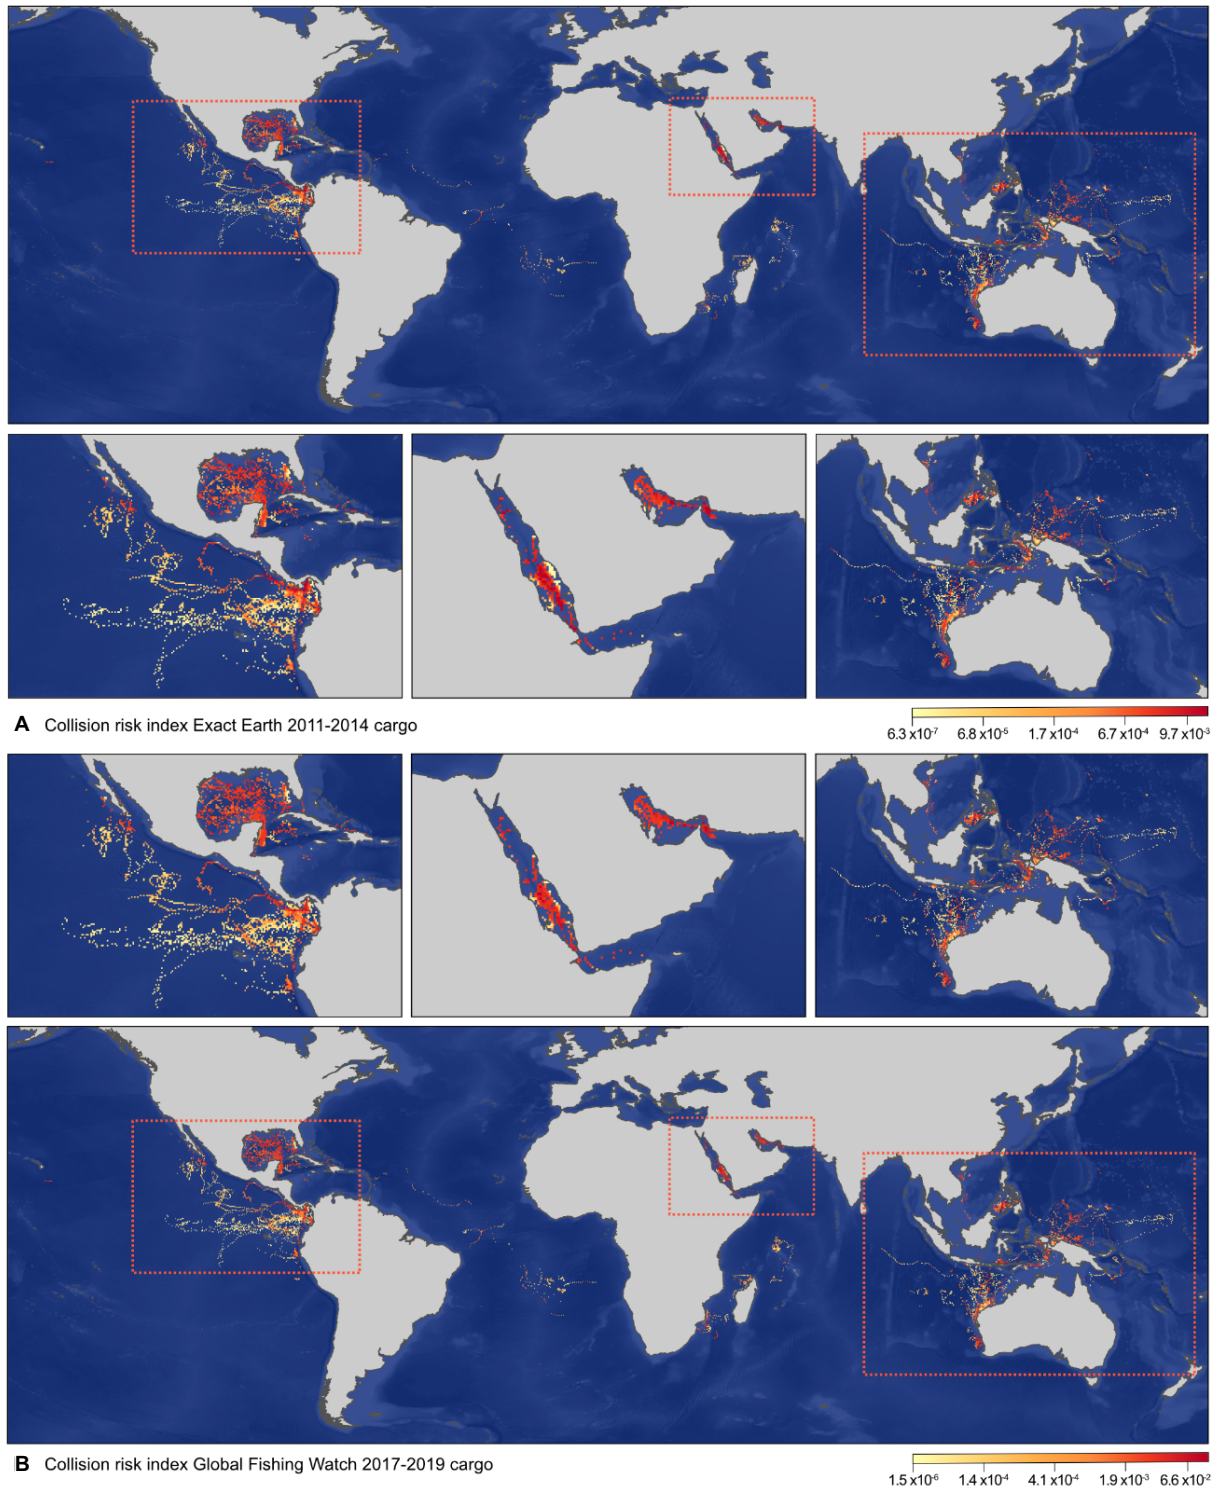 A Collision risk index Exact Earth 2011-2014 cargo
6.3 x10-7 6.8 x10-5 1.7 x10-4 6.7 x10-4 9.7 x10-3
B Collision risk index Global Fishing Watch 2017-2019 cargo
1.5 x10-6 1.4 x10-4 4.1 x10-4 1.9 x10-3 6.6 x10-2